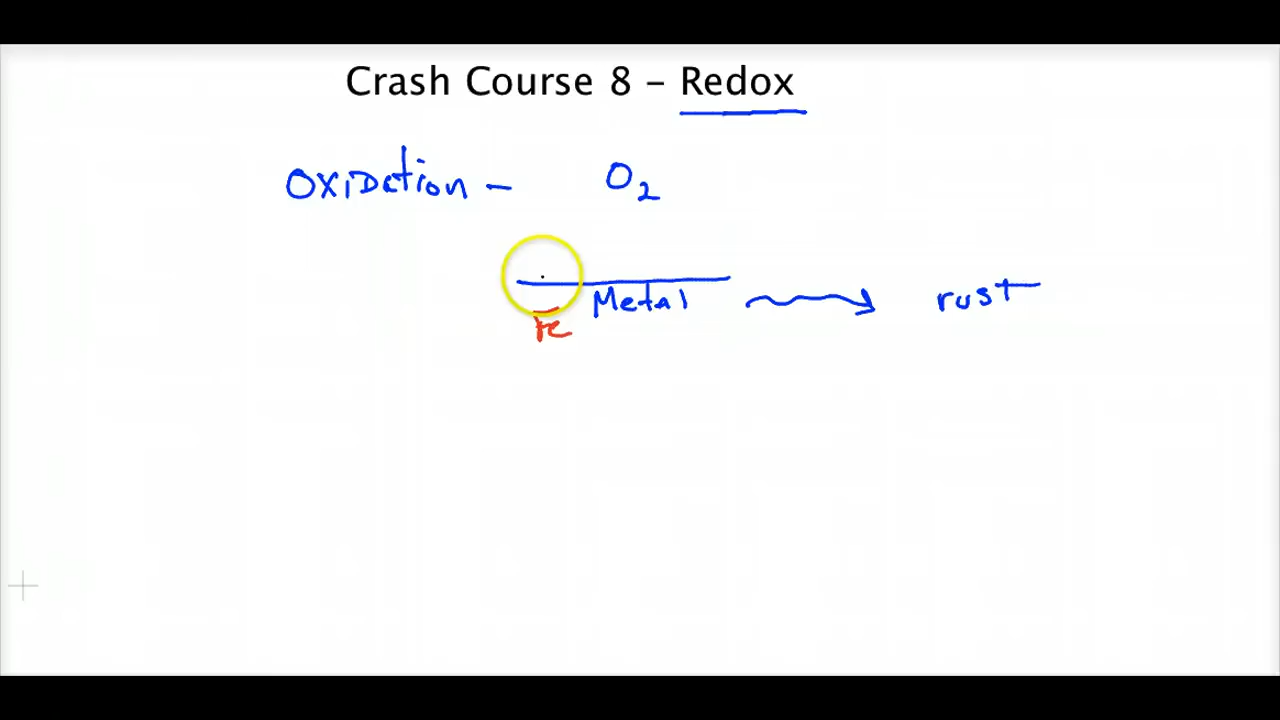 Crash Course 8 – Redox
OXIDation – O2
Metal rust
Fe